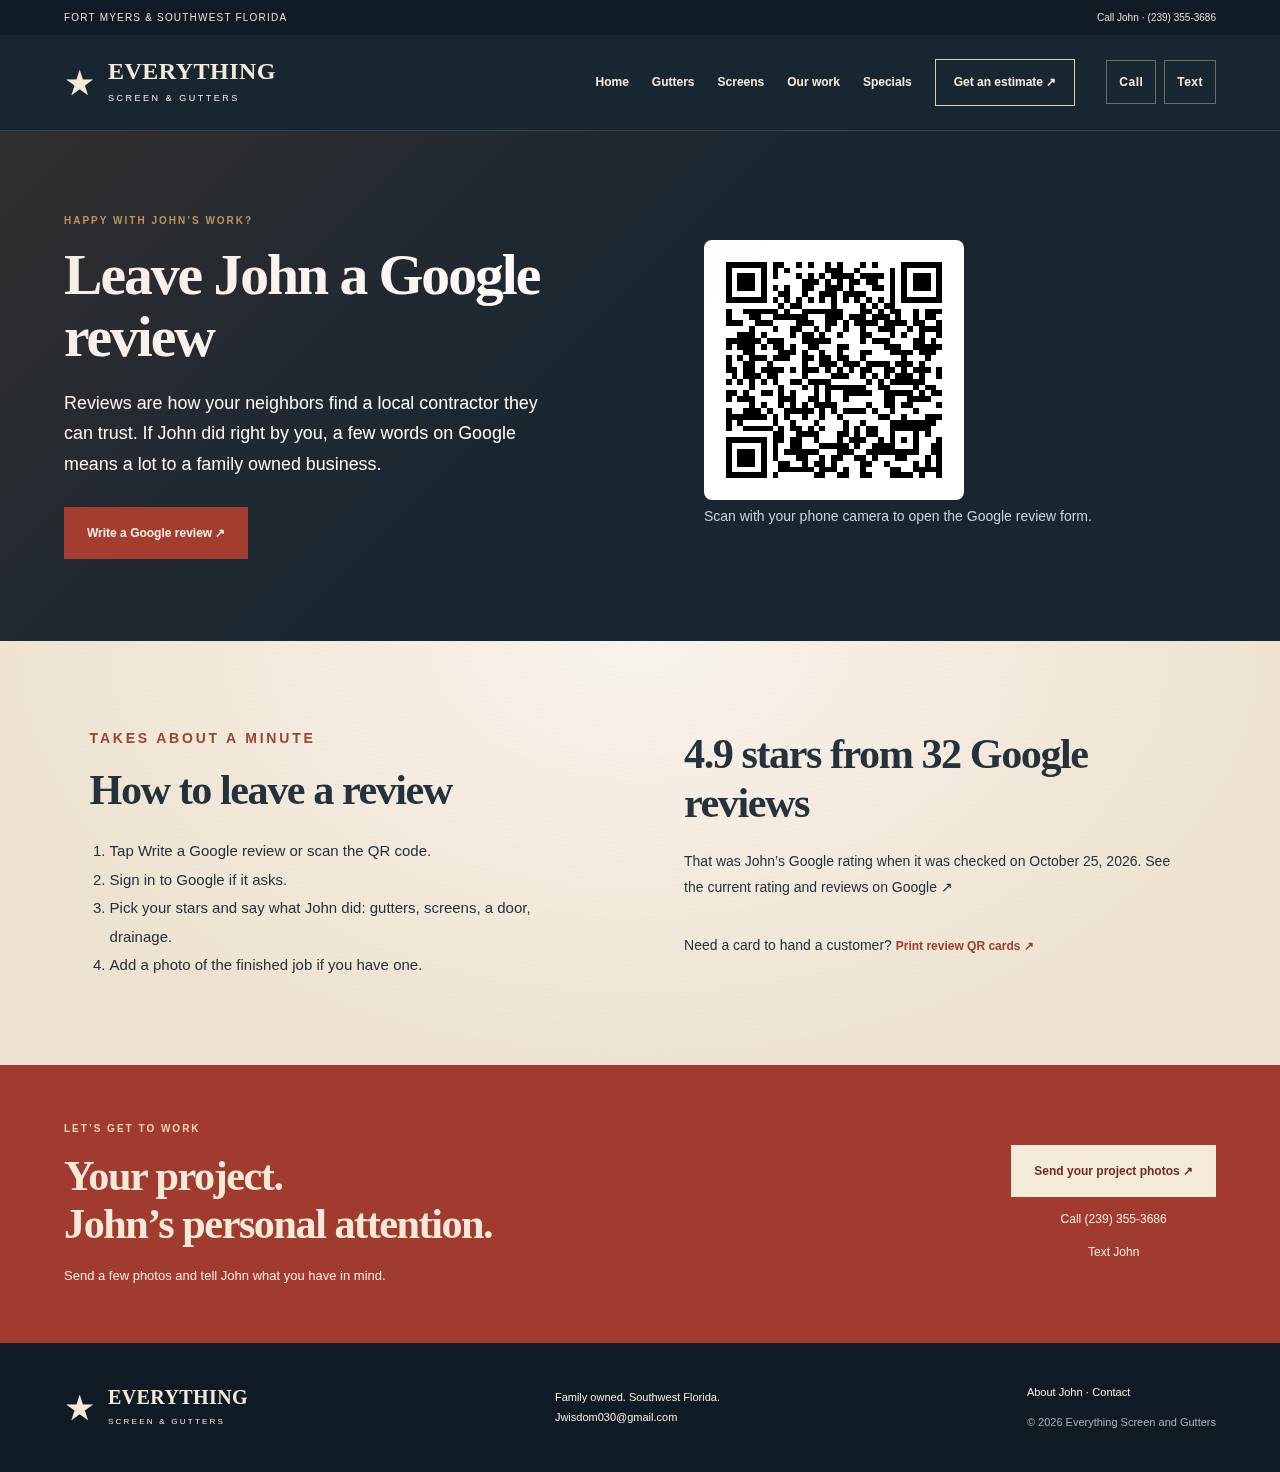 FORT MYERS & SOUTHWEST FLORIDA
Call John · (239) 355-3686
EVERYTHING
SCREEN & GUTTERS
Home Gutters Screens Our work Specials Get an estimate ↗ Call Text
HAPPY WITH JOHN’S WORK?
Leave John a Google
review
Reviews are how your neighbors find a local contractor they
can trust. If John did right by you, a few words on Google
means a lot to a family owned business.
Write a Google review ↗
Scan with your phone camera to open the Google review form.
TAKES ABOUT A MINUTE
How to leave a review
1. Tap Write a Google review or scan the QR code.
2. Sign in to Google if it asks.
3. Pick your stars and say what John did: gutters, screens, a door,
drainage.
4. Add a photo of the finished job if you have one.
4.9 stars from 32 Google
reviews
That was John’s Google rating when it was checked on October 25, 2026. See
the current rating and reviews on Google ↗
Need a card to hand a customer? Print review QR cards ↗
LET’S GET TO WORK
Your project.
John’s personal attention.
Send a few photos and tell John what you have in mind.
Send your project photos ↗
Call (239) 355-3686
Text John
EVERYTHING
SCREEN & GUTTERS
Family owned. Southwest Florida.
Jwisdom030@gmail.com
About John · Contact
© 2026 Everything Screen and Gutters